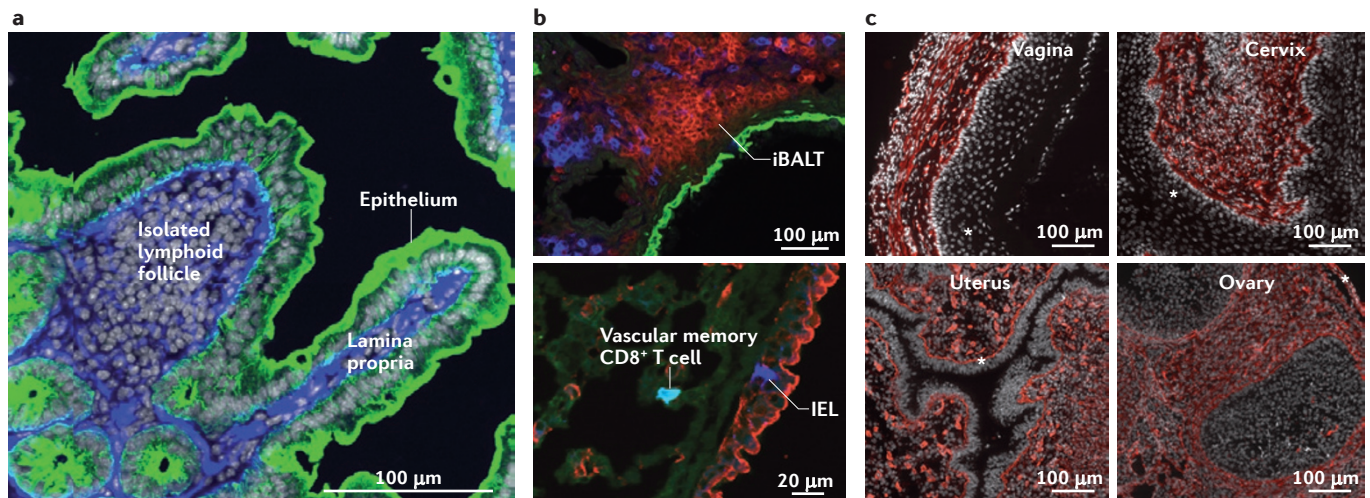 a
Epithelium
Isolated
lymphoid
follicle
Lamina
propria
100 µm
b
iBALT
100 µm
Vascular memory
CD8⁺ T cell
IEL
20 µm
c
Vagina
*
100 µm
Cervix
*
100 µm
Uterus
*
100 µm
Ovary
*
100 µm